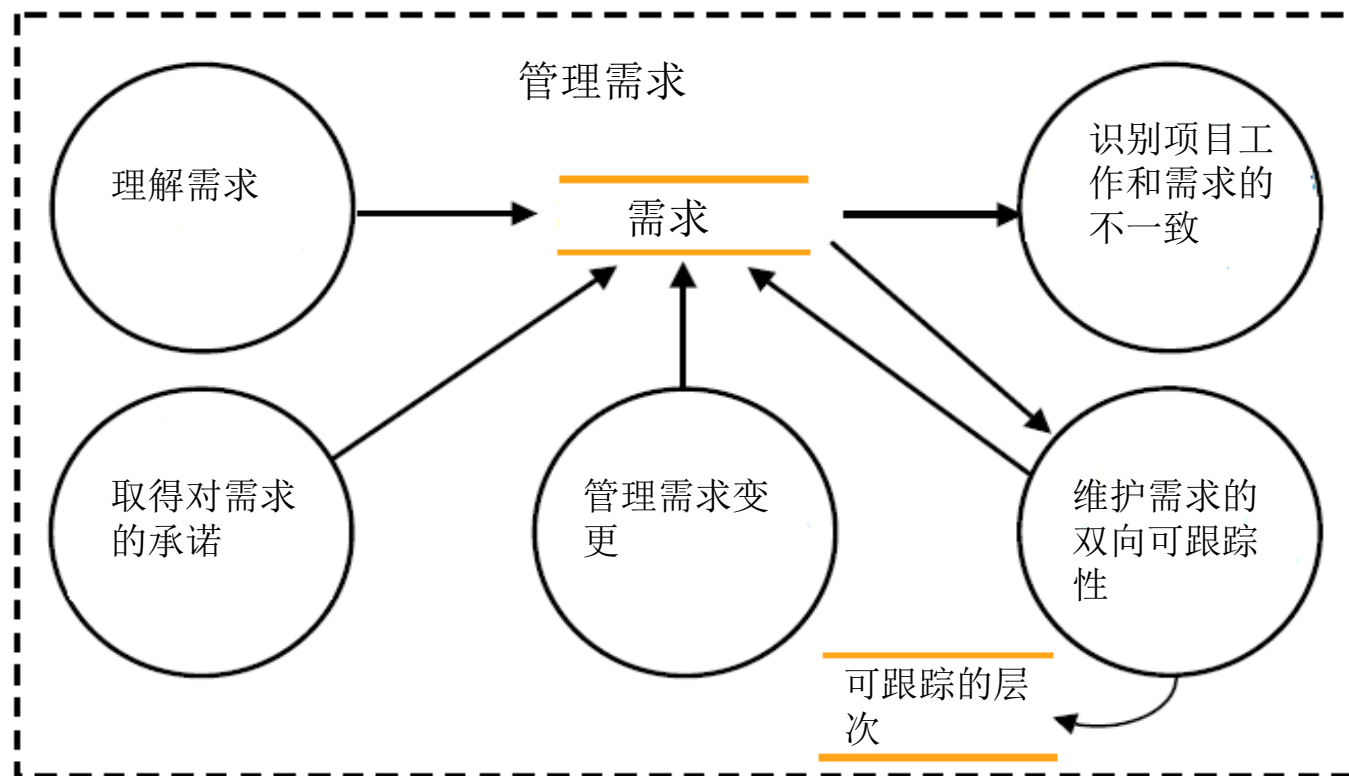 管理需求
理解需求
需求
识别项目工
作和需求的
不一致
取得对需求
的承诺
管理需求变
更
维护需求的
双向可跟踪
性
可跟踪的层
次